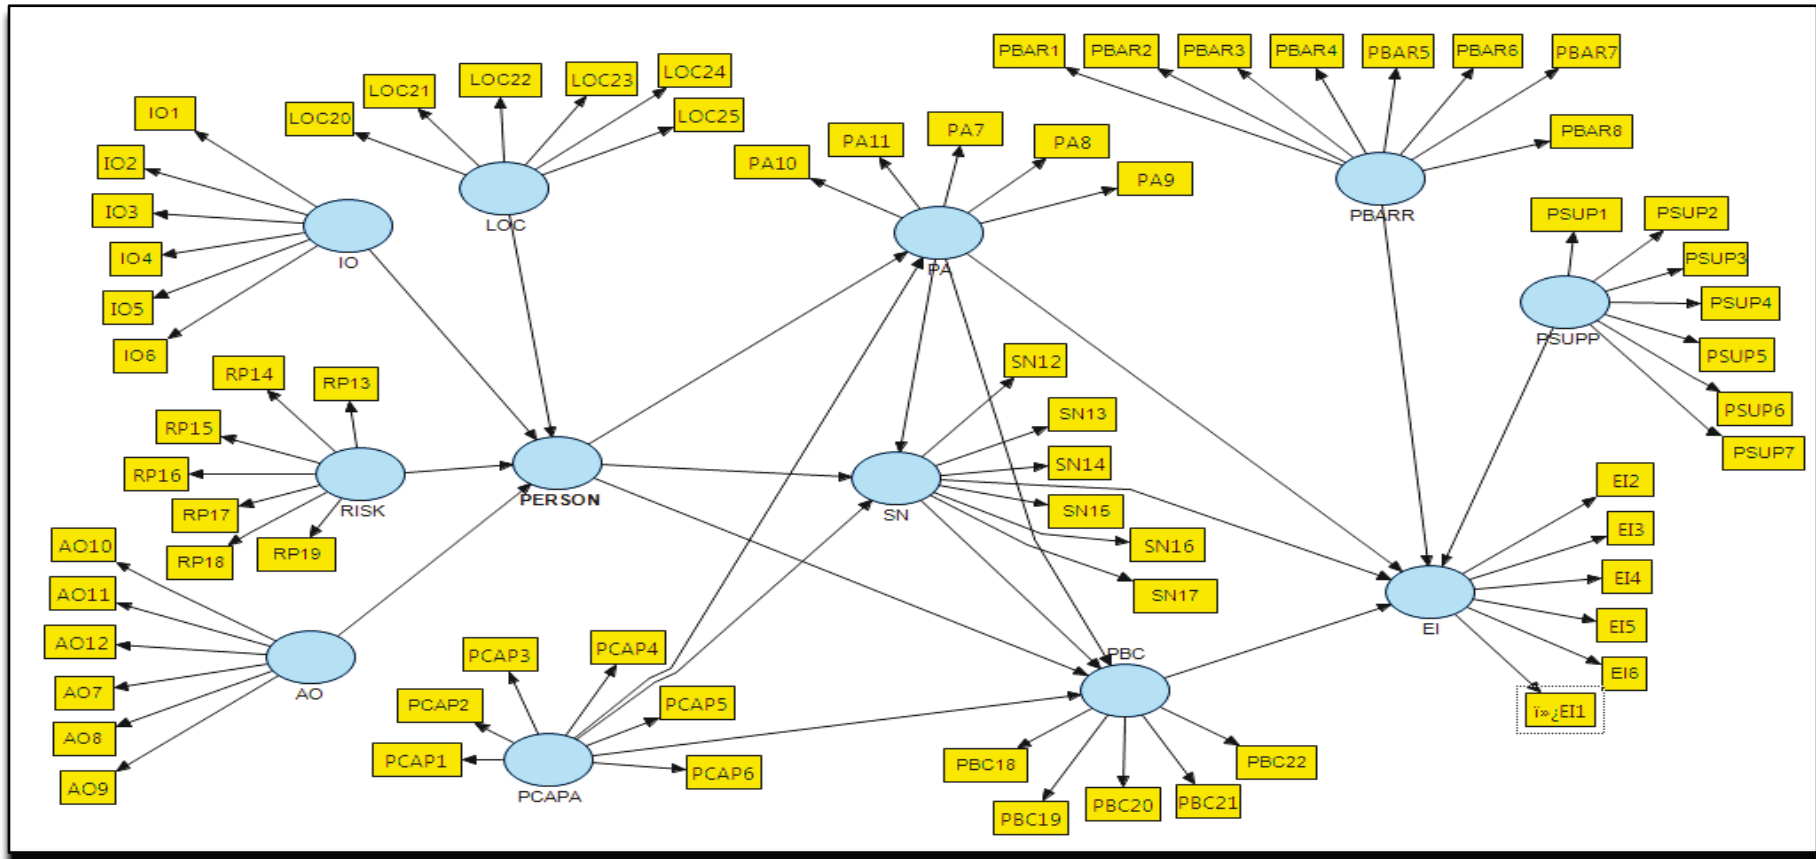 IO1
IO2
IO3
IO4
IO5
IO6
IO
LOC20
LOC21
LOC22
LOC23
LOC24
LOC25
LOC
RP13
RP14
RP15
RP16
RP17
RP18
RP19
RISK
AO10
AO11
AO12
AO7
AO8
AO9
AO
PERSON
PCAP1
PCAP2
PCAP3
PCAP4
PCAP5
PCAP6
PCAPA
PA10
PA11
PA7
PA8
PA9
PA
SN12
SN13
SN14
SN15
SN16
SN17
SN
PBC
PBC18
PBC19
PBC20
PBC21
PBC22
PBAR1
PBAR2
PBAR3
PBAR4
PBAR5
PBAR6
PBAR7
PBAR8
PBARR
PSUP1
PSUP2
PSUP3
PSUP4
PSUP5
PSUP6
PSUP7
PSUPP
EI2
EI3
EI4
EI5
EI6
ï»¿EI1
EI